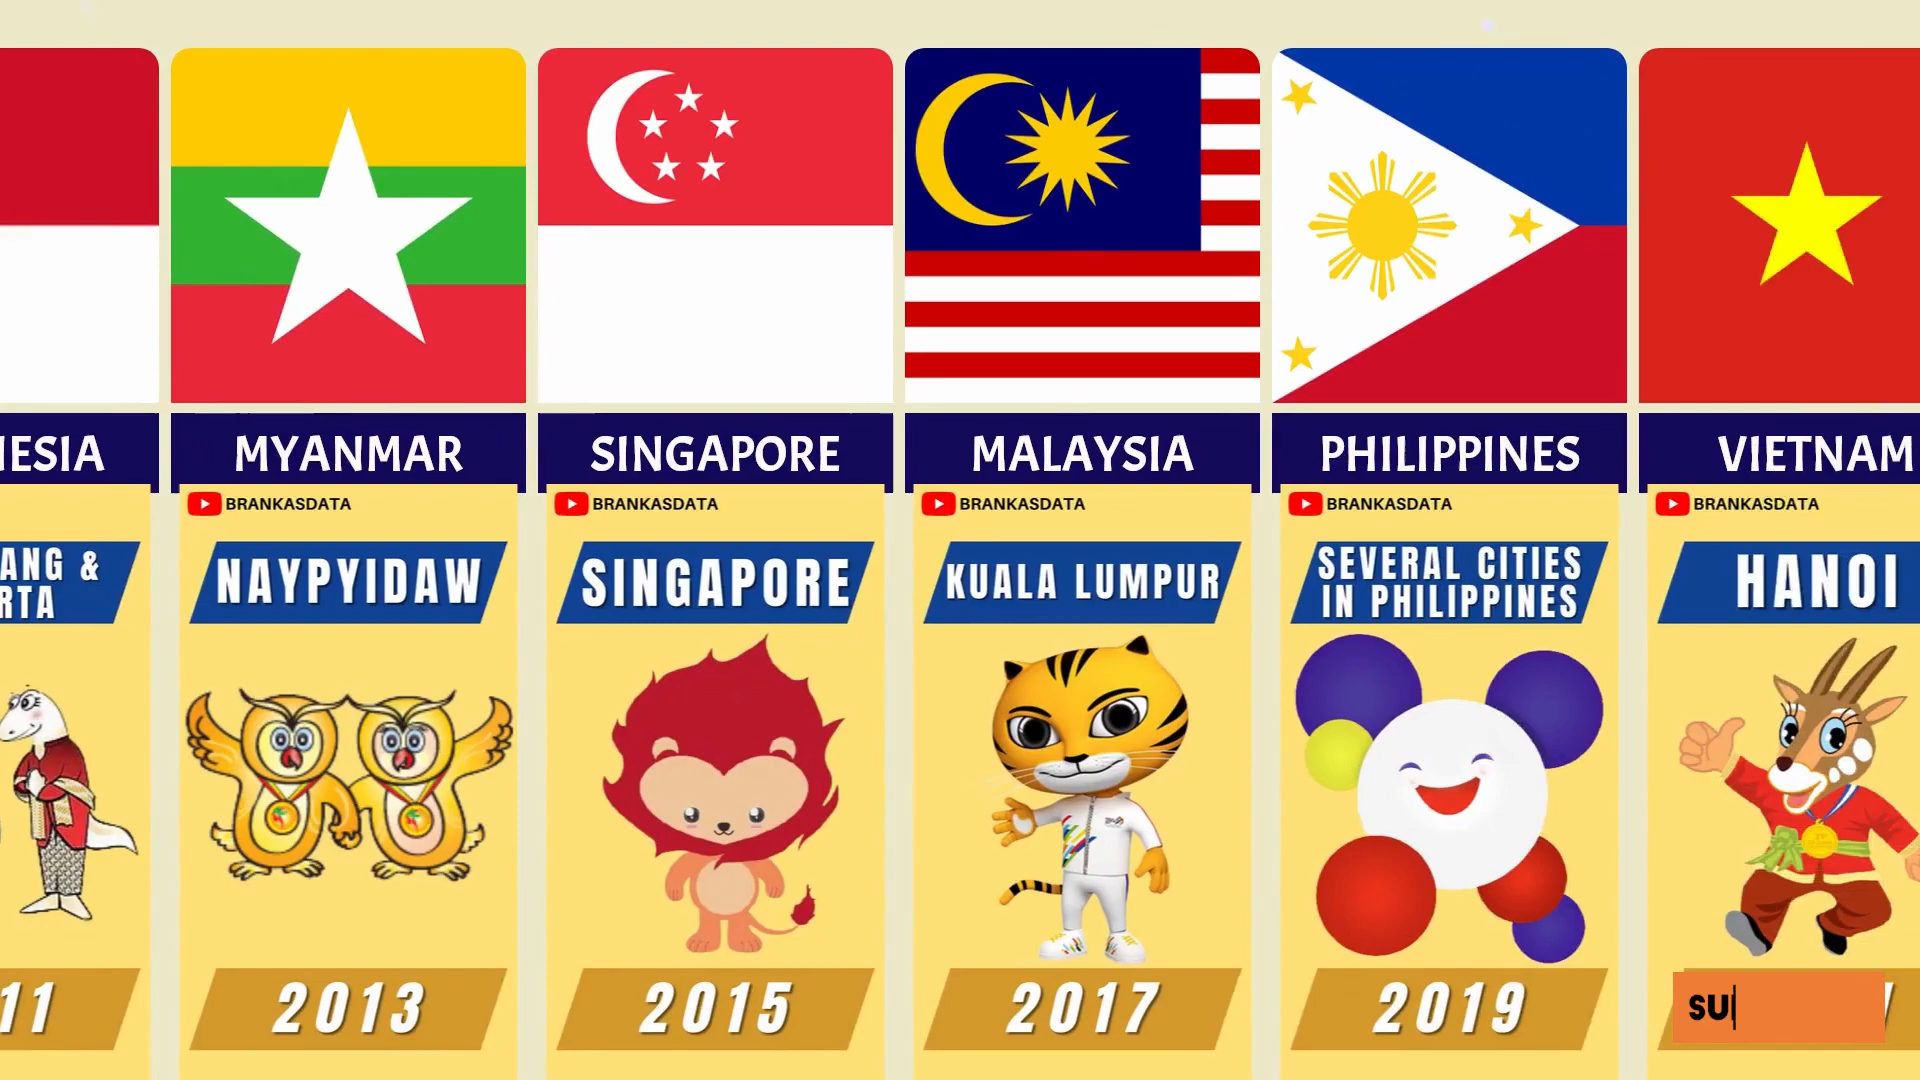 NESIA
MYANMAR
SINGAPORE
MALAYSIA
PHILIPPINES
VIETNAM
BRANKASDATA
BRANKASDATA
BRANKASDATA
BRANKASDATA
BRANKASDATA
ANG &
RTA
NAYPYIDAW
SINGAPORE
KUALA LUMPUR
SEVERAL CITIES
IN PHILIPPINES
HANOI
11
2013
2015
2017
2019
SU